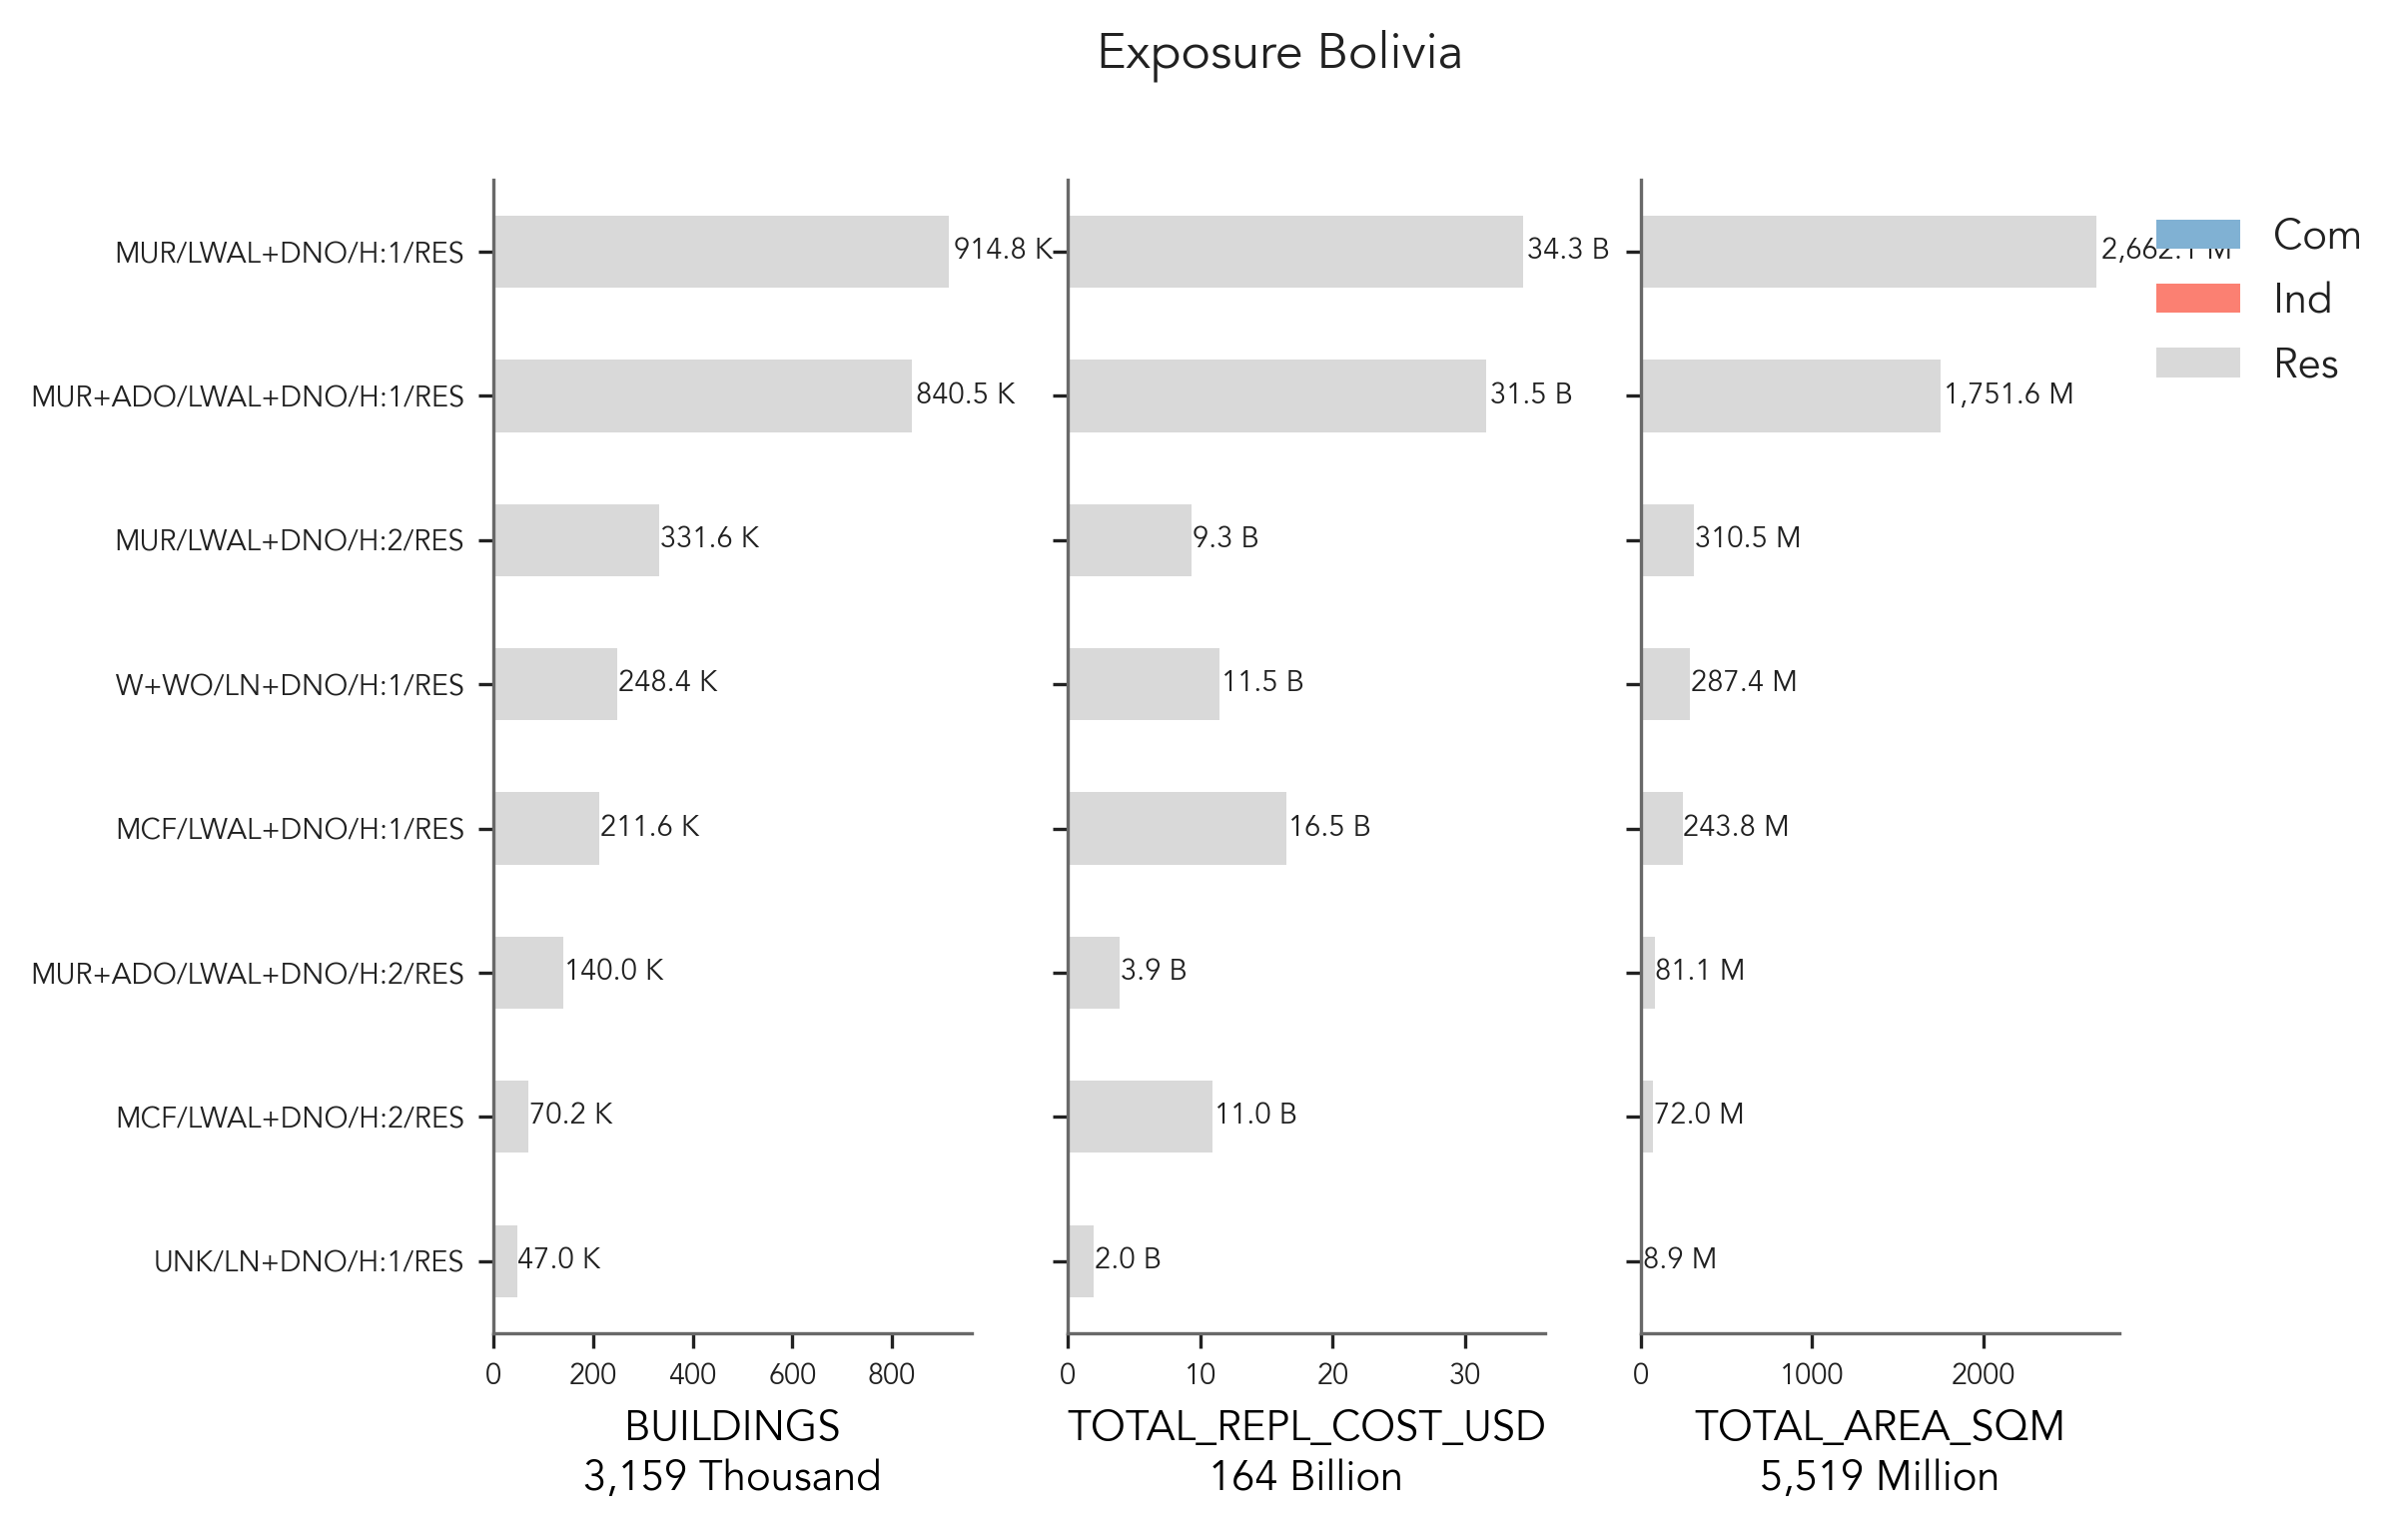 Exposure Bolivia
MUR/LWAL+DNO/H:1/RES
MUR+ADO/LWAL+DNO/H:1/RES
MUR/LWAL+DNO/H:2/RES
W+WO/LN+DNO/H:1/RES
MCF/LWAL+DNO/H:1/RES
MUR+ADO/LWAL+DNO/H:2/RES
MCF/LWAL+DNO/H:2/RES
UNK/LN+DNO/H:1/RES
914.8 K
840.5 K
331.6 K
248.4 K
211.6 K
140.0 K
70.2 K
47.0 K
0 200 400 600 800
BUILDINGS
3,159 Thousand
34.3 B
31.5 B
9.3 B
11.5 B
16.5 B
3.9 B
11.0 B
2.0 B
0 10 20 30
TOTAL_REPL_COST_USD
164 Billion
2,662.1 M
1,751.6 M
310.5 M
287.4 M
243.8 M
81.1 M
72.0 M
8.9 M
0 1000 2000
TOTAL_AREA_SQM
5,519 Million
Com
Ind
Res